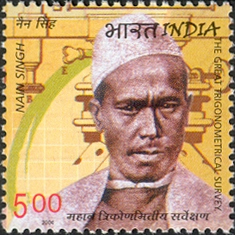 नैन सिंह
भारत INDIA
NAIN SINGH
THE GREAT TRIGONOMETRICAL SURVEY
5.00
2004
महान त्रिकोणमितीय सर्वेक्षण